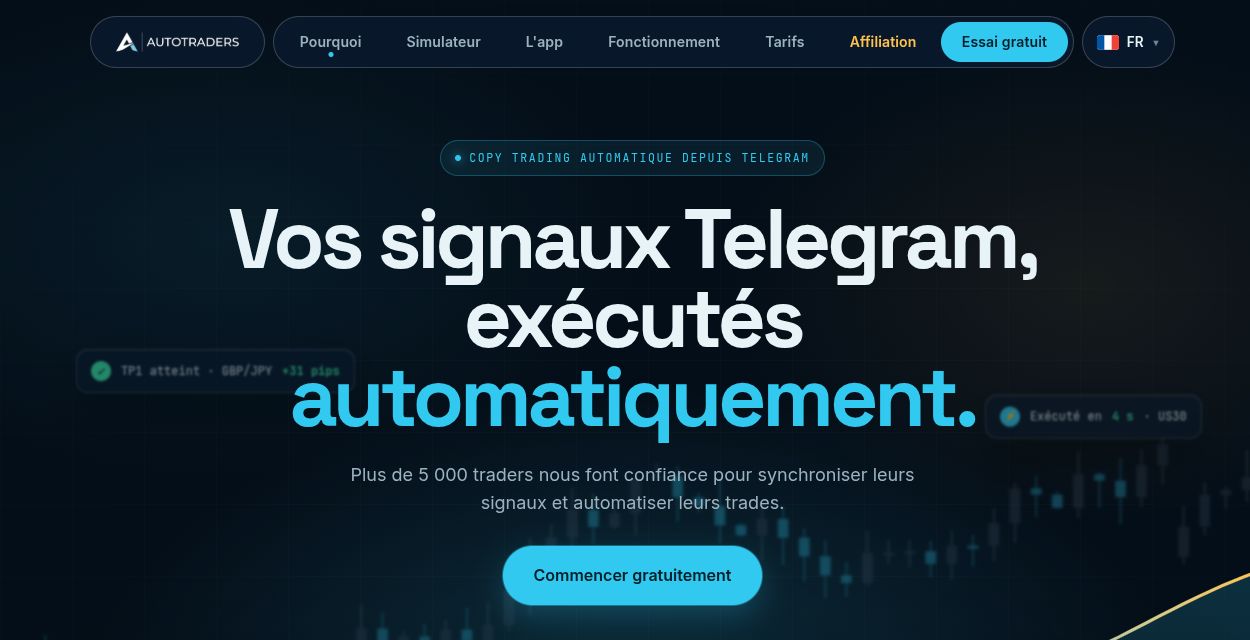 AUTOTRADERS
Pourquoi
Simulateur
L'app
Fonctionnement
Tarifs
Affiliation
Essai gratuit
FR
COPY TRADING AUTOMATIQUE DEPUIS TELEGRAM
Vos signaux Telegram,
exécutés
automatiquement.
TP1 atteint · GBP/JPY +31 pips
Exécuté en 4 s · US30
Plus de 5 000 traders nous font confiance pour synchroniser leurs
signaux et automatiser leurs trades.
Commencer gratuitement